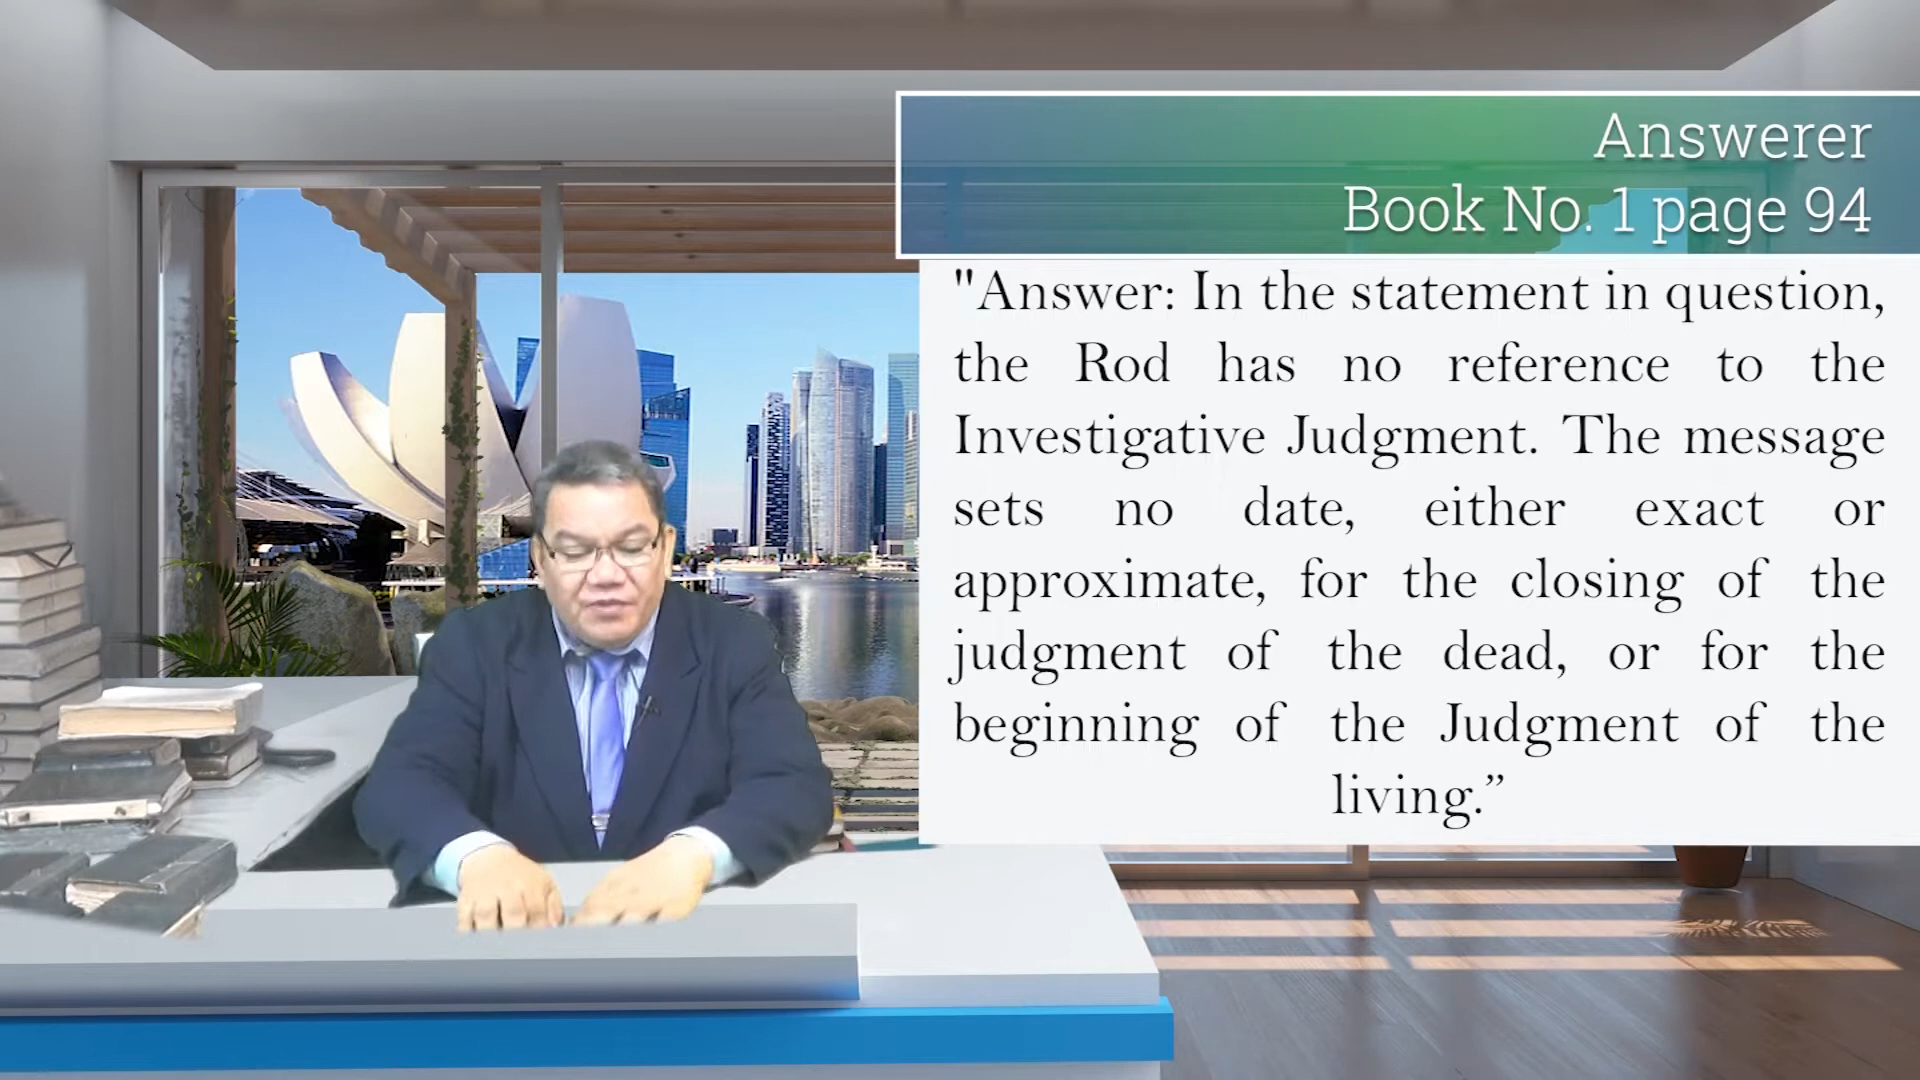 Answerer
Book No. 1 page 94
"Answer: In the statement in question,
the Rod has no reference to the
Investigative Judgment. The message
sets no date, either exact or
approximate, for the closing of the
judgment of the dead, or for the
beginning of the Judgment of the
living.”